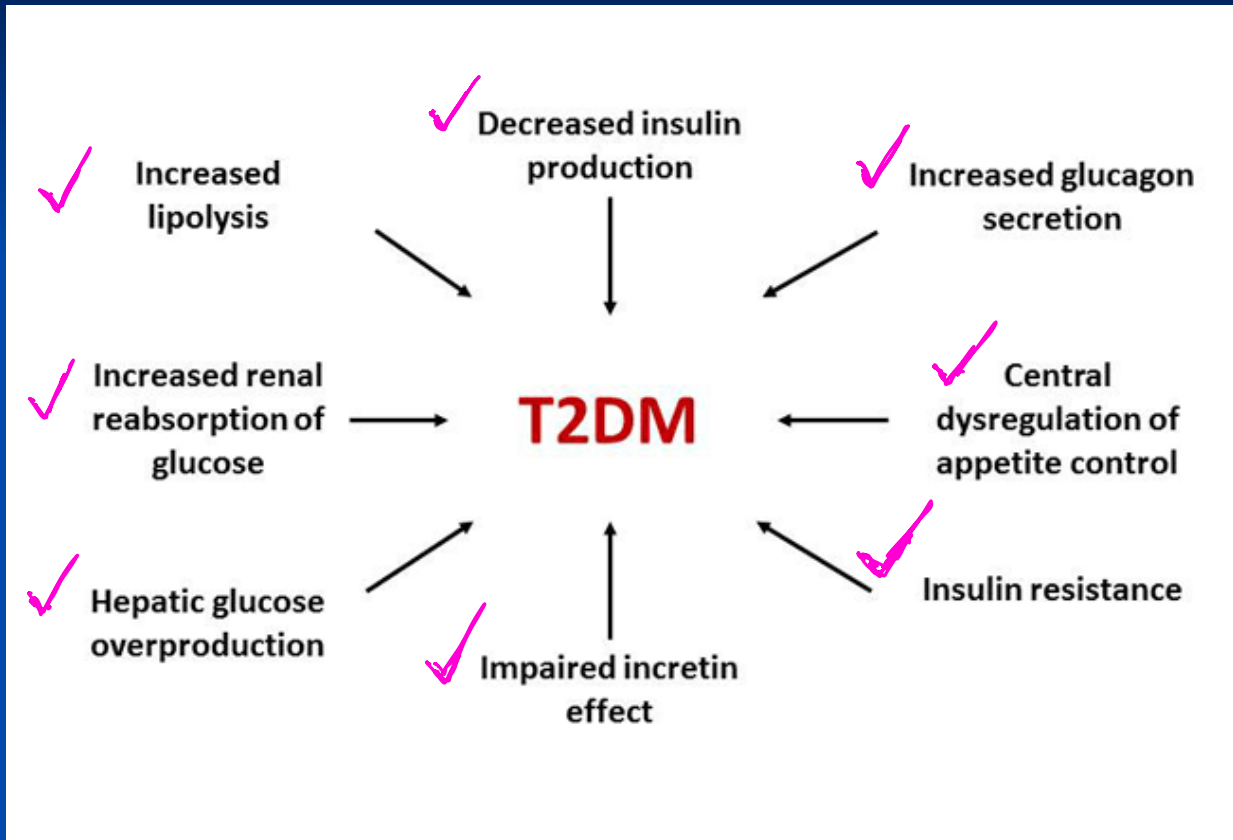 Decreased insulin
production
Increased
lipolysis
Increased glucagon
secretion
Increased renal
reabsorption of
glucose
T2DM
Central
dysregulation of
appetite control
Hepatic glucose
overproduction
Insulin resistance
Impaired incretin
effect